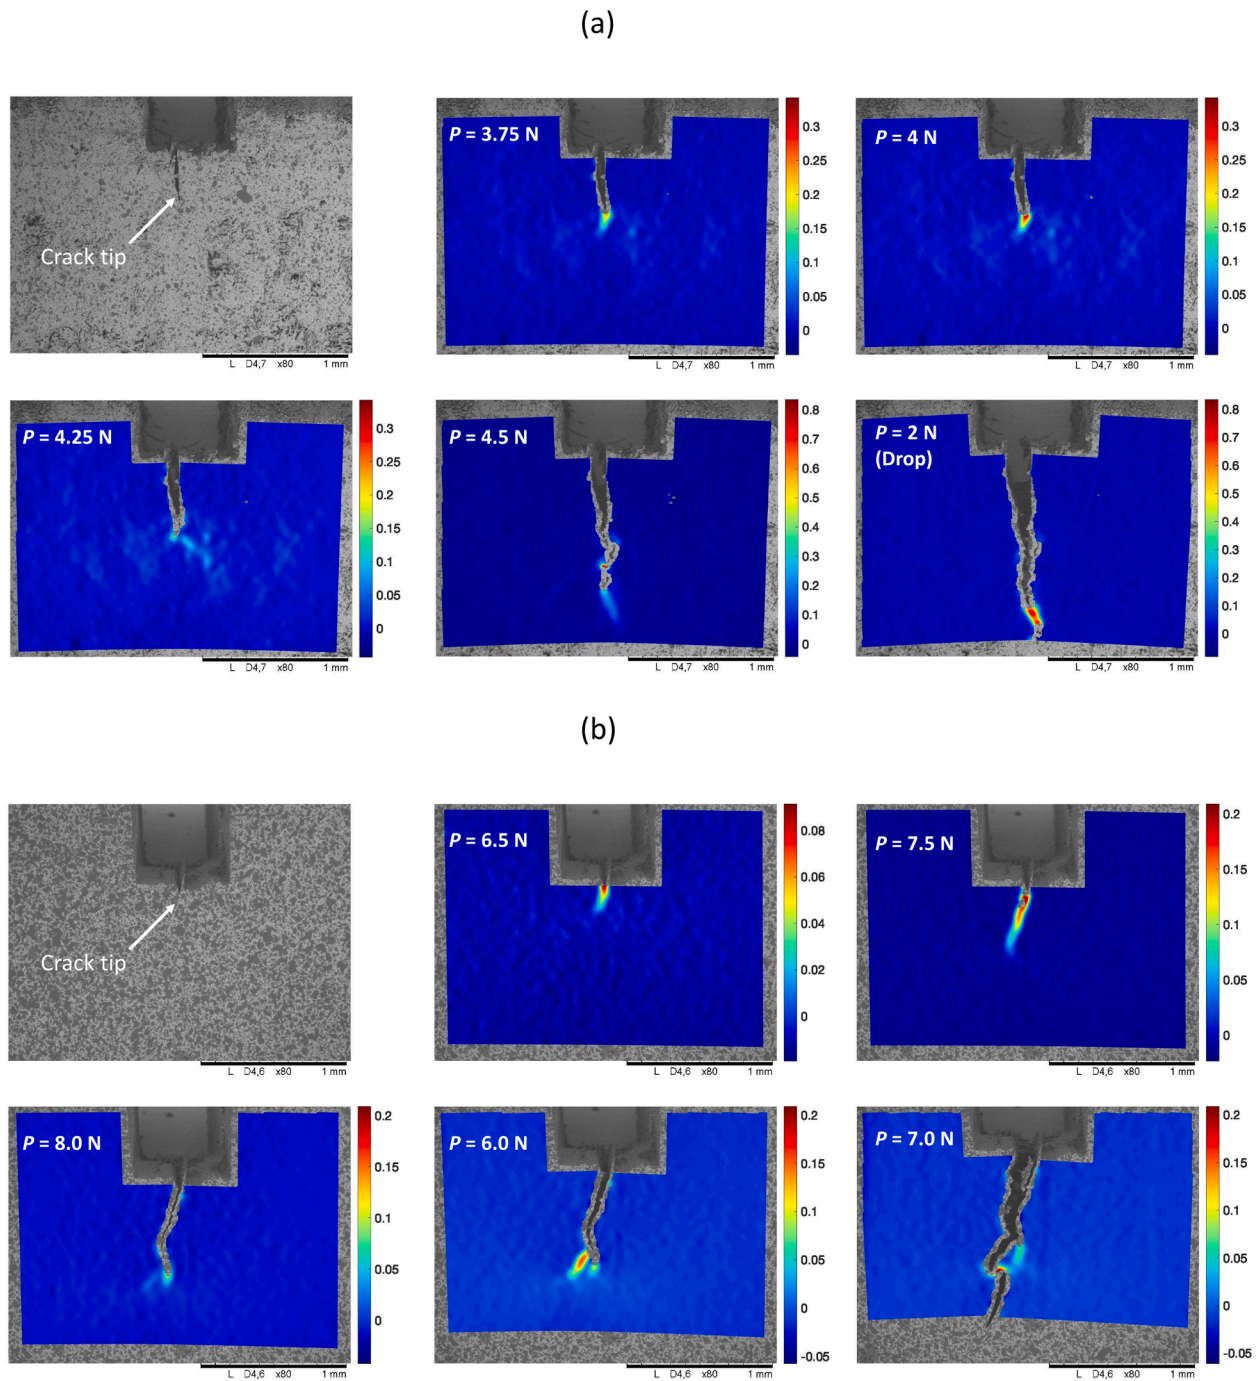 (a)
Crack tip
L D4,7 x80 1 mm
P = 3.75 N
0.3
0.25
0.2
0.15
0.1
0.05
0
L D4,7 x80 1 mm
P = 4 N
0.3
0.25
0.2
0.15
0.1
0.05
0
L D4,7 x80 1 mm
P = 4.25 N
0.3
0.25
0.2
0.15
0.1
0.05
0
L D4,7 x80 1 mm
P = 4.5 N
0.8
0.7
0.6
0.5
0.4
0.3
0.2
0.1
0
L D4,7 x80 1 mm
P = 2 N
(Drop)
0.8
0.7
0.6
0.5
0.4
0.3
0.2
0.1
0
L D4,7 x80 1 mm
(b)
Crack tip
L D4,6 x80 1 mm
P = 6.5 N
0.08
0.06
0.04
0.02
0
L D4,6 x80 1 mm
P = 7.5 N
0.2
0.15
0.1
0.05
0
L D4,6 x80 1 mm
P = 8.0 N
0.2
0.15
0.1
0.05
0
L D4,6 x80 1 mm
P = 6.0 N
0.2
0.15
0.1
0.05
0
-0.05
L D4,6 x80 1 mm
P = 7.0 N
0.2
0.15
0.1
0.05
0
-0.05
L D4,6 x80 1 mm